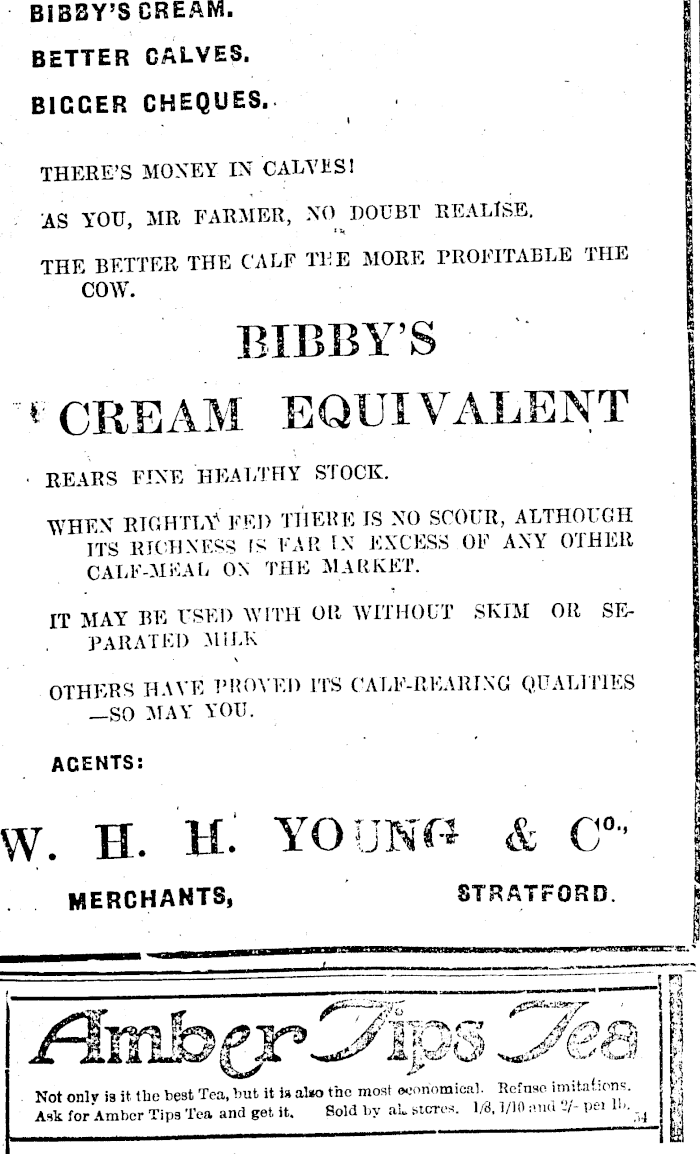 BIBBY'S CREAM.
BETTER CALVES.
BIGGER CHEQUES.
THERE'S MONEY IN CALVES!
AS YOU, MR FARMER, NO DOUBT REALISE.
THE BETTER THE CALF THE MORE PROFITABLE THE
COW.
BIBBY'S
CREAM EQUIVALENT
REARS FINE HEALTHY STOCK.
WHEN RIGHTLY FED THERE IS NO SCOUR, ALTHOUGH
ITS RICHNESS IS FAR IN EXCESS OF ANY OTHER
CALF-MEAL ON THE MARKET.
IT MAY BE USED WITH OR WITHOUT SKIM OR SE-
PARATED MILK
OTHERS HAVE PROVED ITS CALF-REARING QUALITIES
—SO MAY YOU.
AGENTS:
W. H. H. YOUNG & Co.,
MERCHANTS, STRATFORD.
Amber Tips Tea
Not only is it the best Tea, but it is also the most economical. Refuse imitations.
Ask for Amber Tips Tea and get it. Sold by all stores. 1/8, 1/10 and 2/- per lb.
54